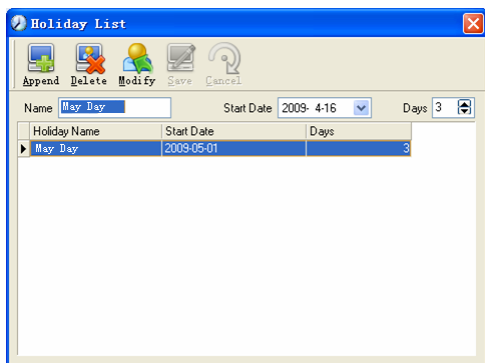 Holiday List
Append Delete Modify Save Cancel
Name May Day Start Date 2009- 4-16 Days 3
Holiday Name Start Date Days
May Day 2009-05-01 3